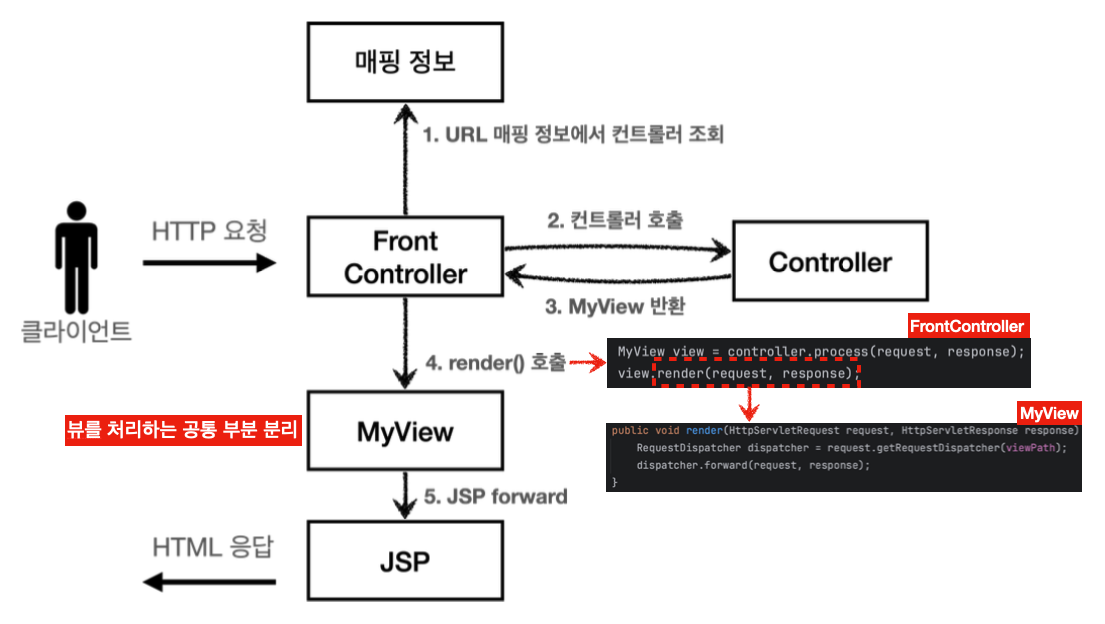 매핑 정보
1. URL 매핑 정보에서 컨트롤러 조회
HTTP 요청
클라이언트
Front
Controller
2. 컨트롤러 호출
3. MyView 반환
Controller
FrontController
4. render() 호출
MyView view = controller.process(request, response);
view.render(request, response);
뷰를 처리하는 공통 부분 분리
MyView
MyView
public void render(HttpServletRequest request, HttpServletResponse response)
RequestDispatcher dispatcher = request.getRequestDispatcher(viewPath);
dispatcher.forward(request, response);
}
5. JSP forward
HTML 응답
JSP